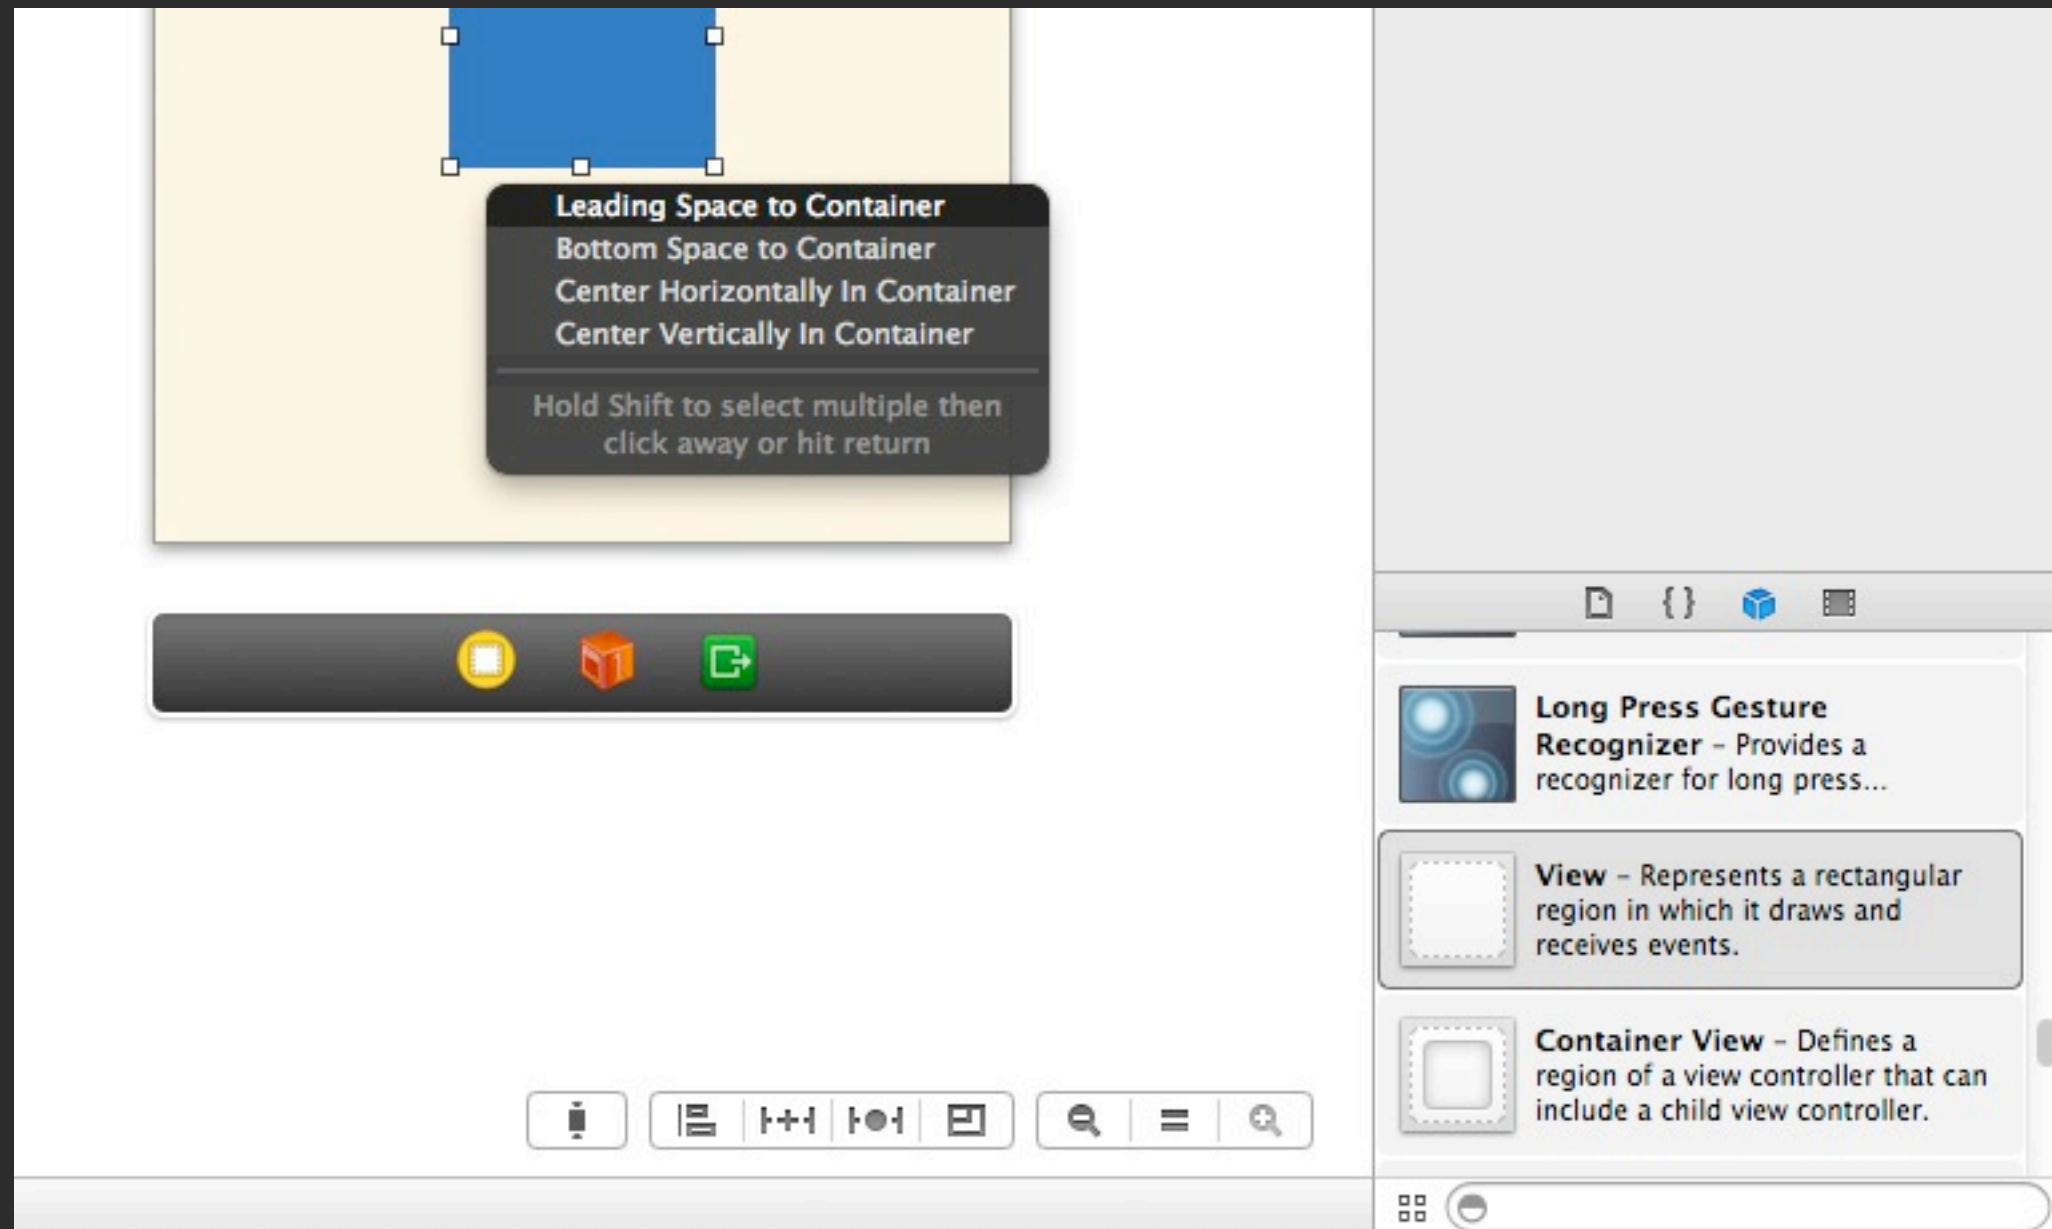 Leading Space to Container
Bottom Space to Container
Center Horizontally In Container
Center Vertically In Container
Hold Shift to select multiple then
click away or hit return
{ }
Long Press Gesture
Recognizer – Provides a
recognizer for long press...
View – Represents a rectangular
region in which it draws and
receives events.
Container View – Defines a
region of a view controller that can
include a child view controller.